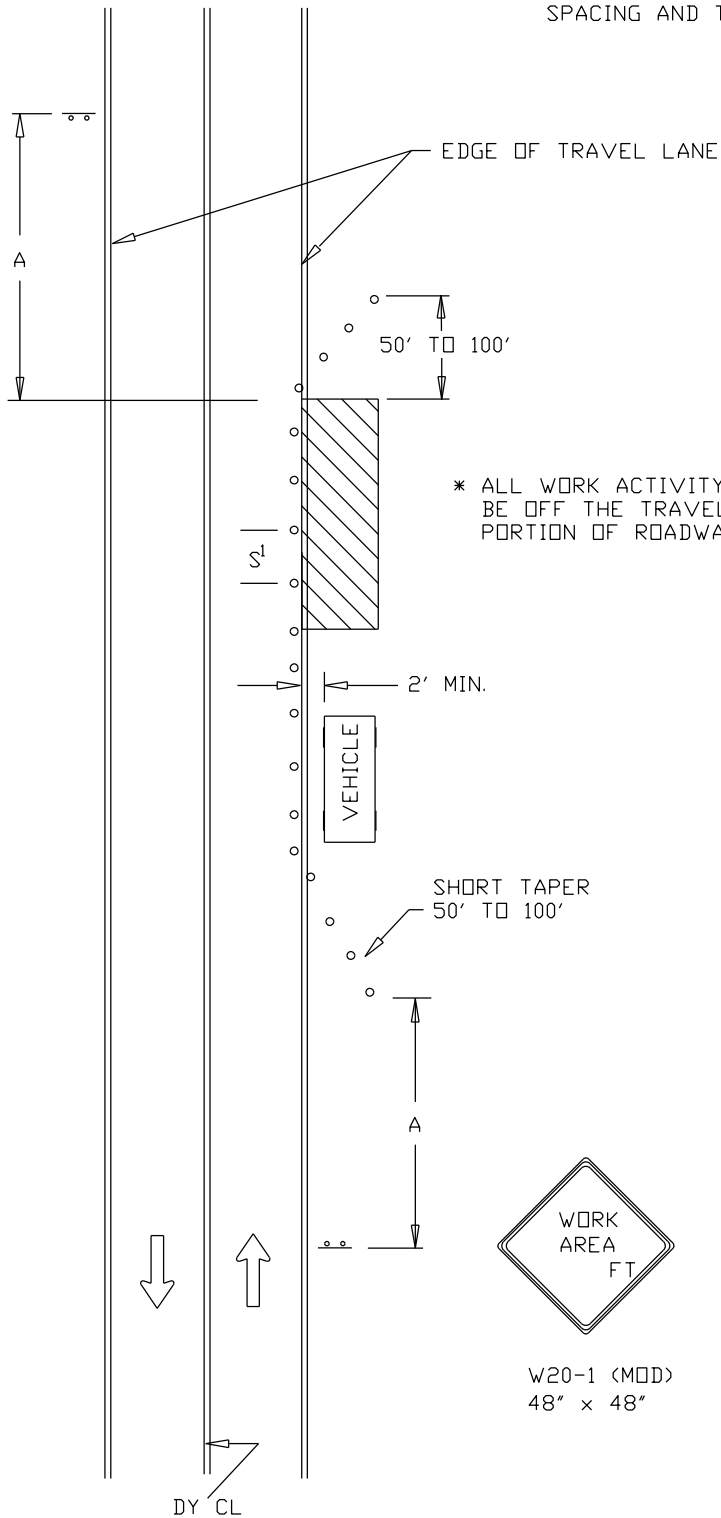 SPACING AND T
EDGE OF TRAVEL LANE
A
50' TO 100'
* ALL WORK ACTIVITY
BE OFF THE TRAVEL
PORTION OF ROADWA
S1
2' MIN.
VEHICLE
SHORT TAPER
50' TO 100'
A
WORK
AREA
FT
W20-1 (MOD)
48" x 48"
DY CL